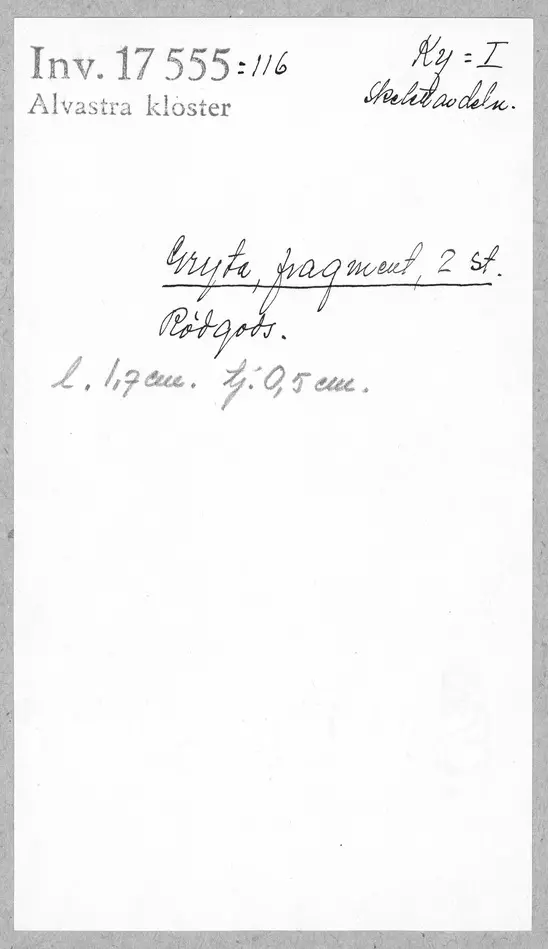 Inv. 17 555:116
Ky = I
Alvastra kloster
Skelettavdeln.
Gryta, fragment, 2 st.
Rödgods.
l. 1,7 cm. tj. 0,5 cm.